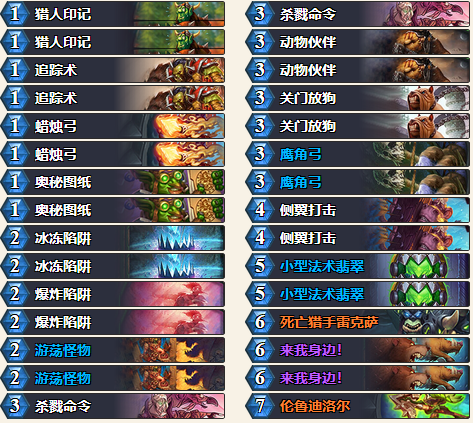 1 猎人印记
1 猎人印记
1 追踪术
1 追踪术
1 蜡烛弓
1 蜡烛弓
1 奥秘图纸
1 奥秘图纸
2 冰冻陷阱
2 冰冻陷阱
2 爆炸陷阱
2 爆炸陷阱
2 游荡怪物
2 游荡怪物
3 杀戮命令
3 杀戮命令
3 动物伙伴
3 动物伙伴
3 关门放狗
3 关门放狗
3 鹰角弓
3 鹰角弓
4 侧翼打击
4 侧翼打击
5 小型法术翡翠
5 小型法术翡翠
6 死亡猎手雷克萨
6 来我身边！
6 来我身边！
7 伦鲁迪洛尔